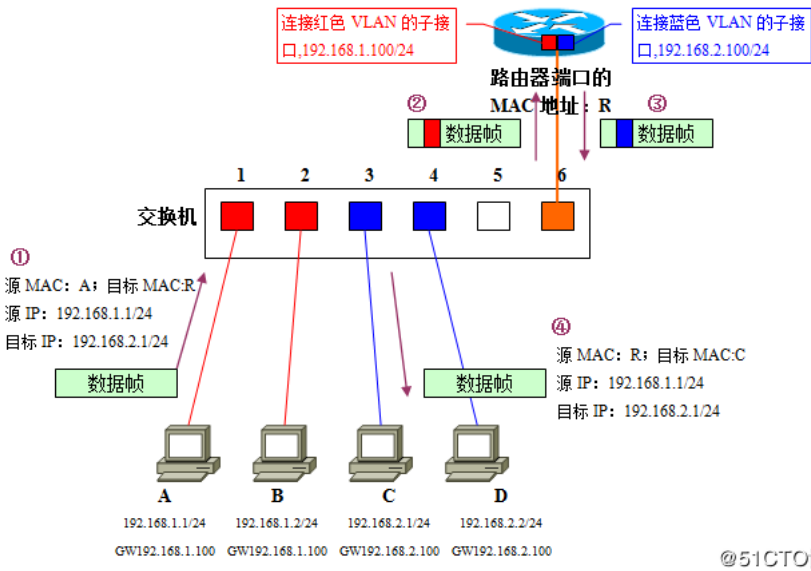 连接红色 VLAN 的子接
口,192.168.1.100/24
连接蓝色 VLAN 的子接
口,192.168.2.100/24
路由器端口的
MAC 地址：R
②
数据帧
③
数据帧
1 2 3 4 5 6
交换机
①
源 MAC：A；目标 MAC:R
源 IP：192.168.1.1/24
目标 IP：192.168.2.1/24
数据帧
④
源 MAC：R；目标 MAC:C
源 IP：192.168.1.1/24
目标 IP：192.168.2.1/24
数据帧
A B C D
192.168.1.1/24 192.168.1.2/24 192.168.2.1/24 192.168.2.2/24
GW192.168.1.100 GW192.168.1.100 GW192.168.2.100 GW192.168.2.100
@51CTO